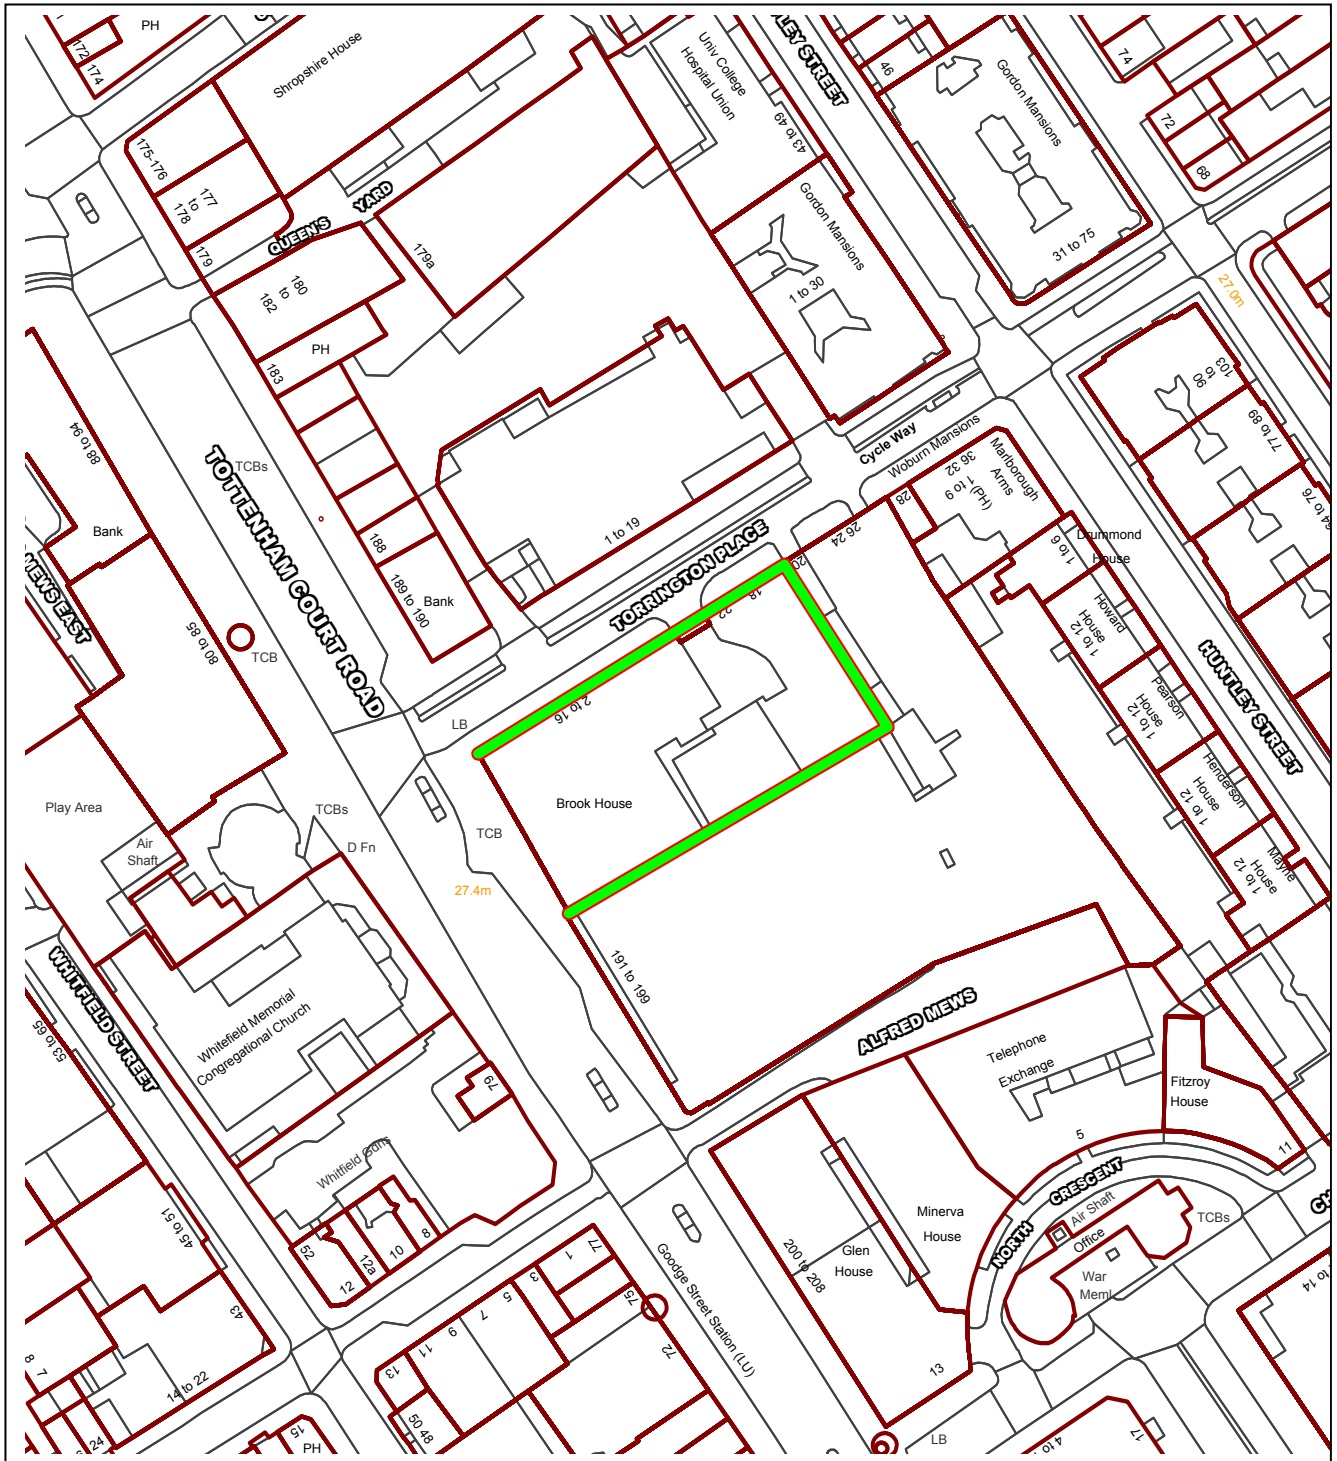 PH
172
174
Shropshire House
175-176
177
to
178
179
QUEEN'S
YARD
182
to
180
179a
183
PH
Univ College
Hospital Union
43 to 49
46
Gordon Mansions
31 to 75
Gordon Mansions
1 to 30
74
72
68
27.0m
103
to
90
77 to 89
64 to 76
88 to 94
Bank
80 to 85
TOTTENHAM COURT ROAD
TCBs
TCB
188
189 to 190
Bank
1 to 19
TORRINGTON PLACE
Cycle Way
Woburn Mansions
Marlborough
Arms
(PH)
1 to 9
36 32
28
26 24
20
18
22
2 to 16
LB
Drummond
House
1 to 6
Howard
House
1 to 12
Pearson
House
1 to 12
Henderson
House
1 to 12
Mayne
House
1 to 12
HUNTLEY STREET
MEWS EAST
Play Area
Air
Shaft
TCBs
D Fn
TCB
27.4m
Brook House
191 to 199
WHITFIELD STREET
53 to 65
Whitefield Memorial
Congregational Church
79
Whitfield Gdns
45 to 51
43
52
12
12a
10
8
ALFRED MEWS
Telephone
Exchange
Fitzroy
House
5
11
NORTH
CRESCENT
Air Shaft
Office
War
Meml
TCBs
Minerva
House
Glen
House
200 to 208
13
Goodge Street Station (LU)
77
1
3
5
7
9
11
13
75
72
50 48
8
7
14 to 22
24
15
PH
LB
17